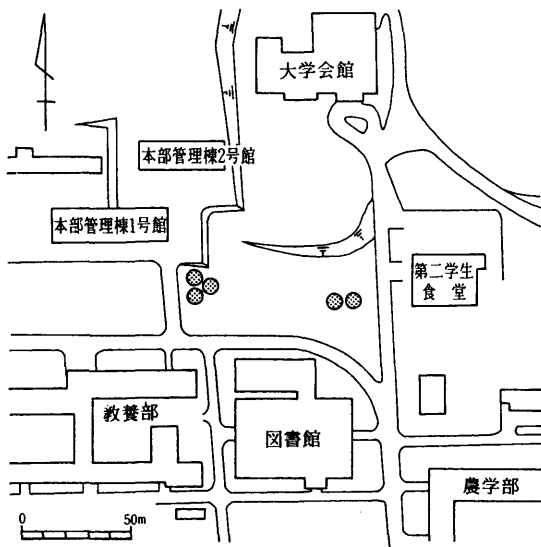 大学会館
本部管理棟2号館
本部管理棟1号館
第二学生
食堂
教養部
図書館
農学部
0 50m